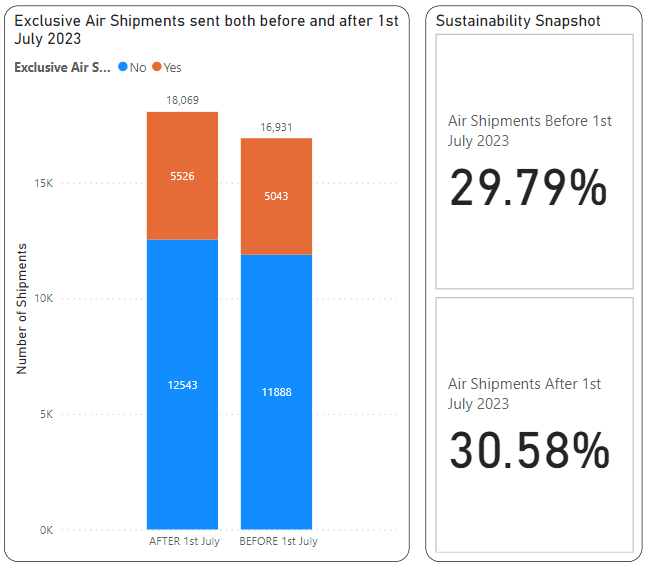 Exclusive Air Shipments sent both before and after 1st
July 2023
Exclusive Air S... No Yes
18,069
16,931
15K
5526
5043
Number of Shipments
10K
12543
11888
5K
0K
AFTER 1st July BEFORE 1st July
Sustainability Snapshot
Air Shipments Before 1st
July 2023
29.79%
Air Shipments After 1st
July 2023
30.58%